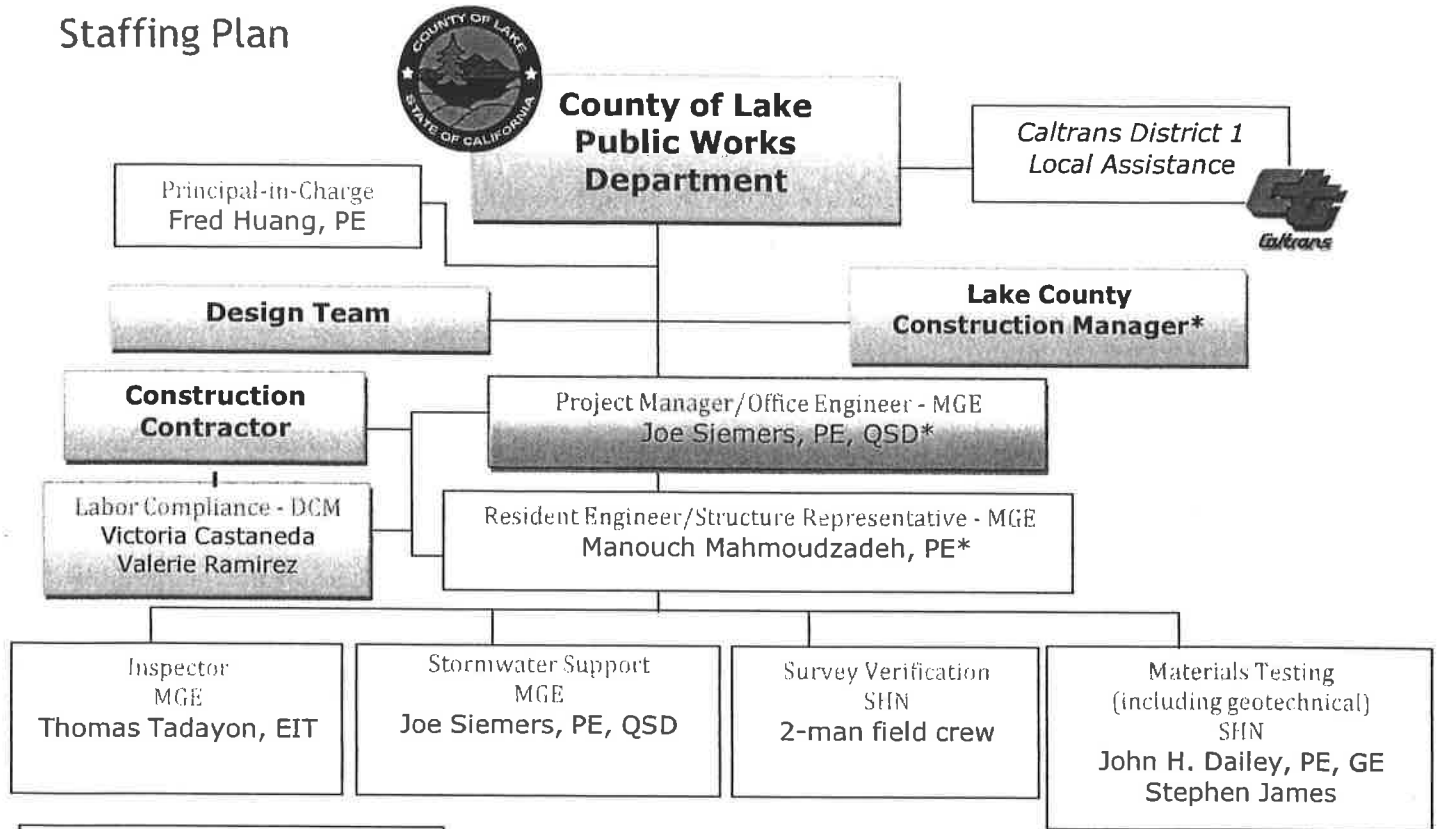 Staffing Plan
COUNTY OF LAKE
STATE OF CALIFORNIA
County of Lake
Public Works
Department
Caltrans District 1
Local Assistance
Caltrans
Principal-in-Charge
Fred Huang, PE
Design Team
Lake County
Construction Manager*
Construction
Contractor
Project Manager/Office Engineer - MGE
Joe Siemers, PE, QSD*
Labor Compliance - DCM
Victoria Castaneda
Valerie Ramirez
Resident Engineer/Structure Representative - MGE
Manouch Mahmoudzadeh, PE*
Inspector
MGE
Thomas Tadayon, EIT
Stormwater Support
MGE
Joe Siemers, PE, QSD
Survey Verification
SHN
2-man field crew
Materials Testing
(including geotechnical)
SHN
John H. Dailey, PE, GE
Stephen James